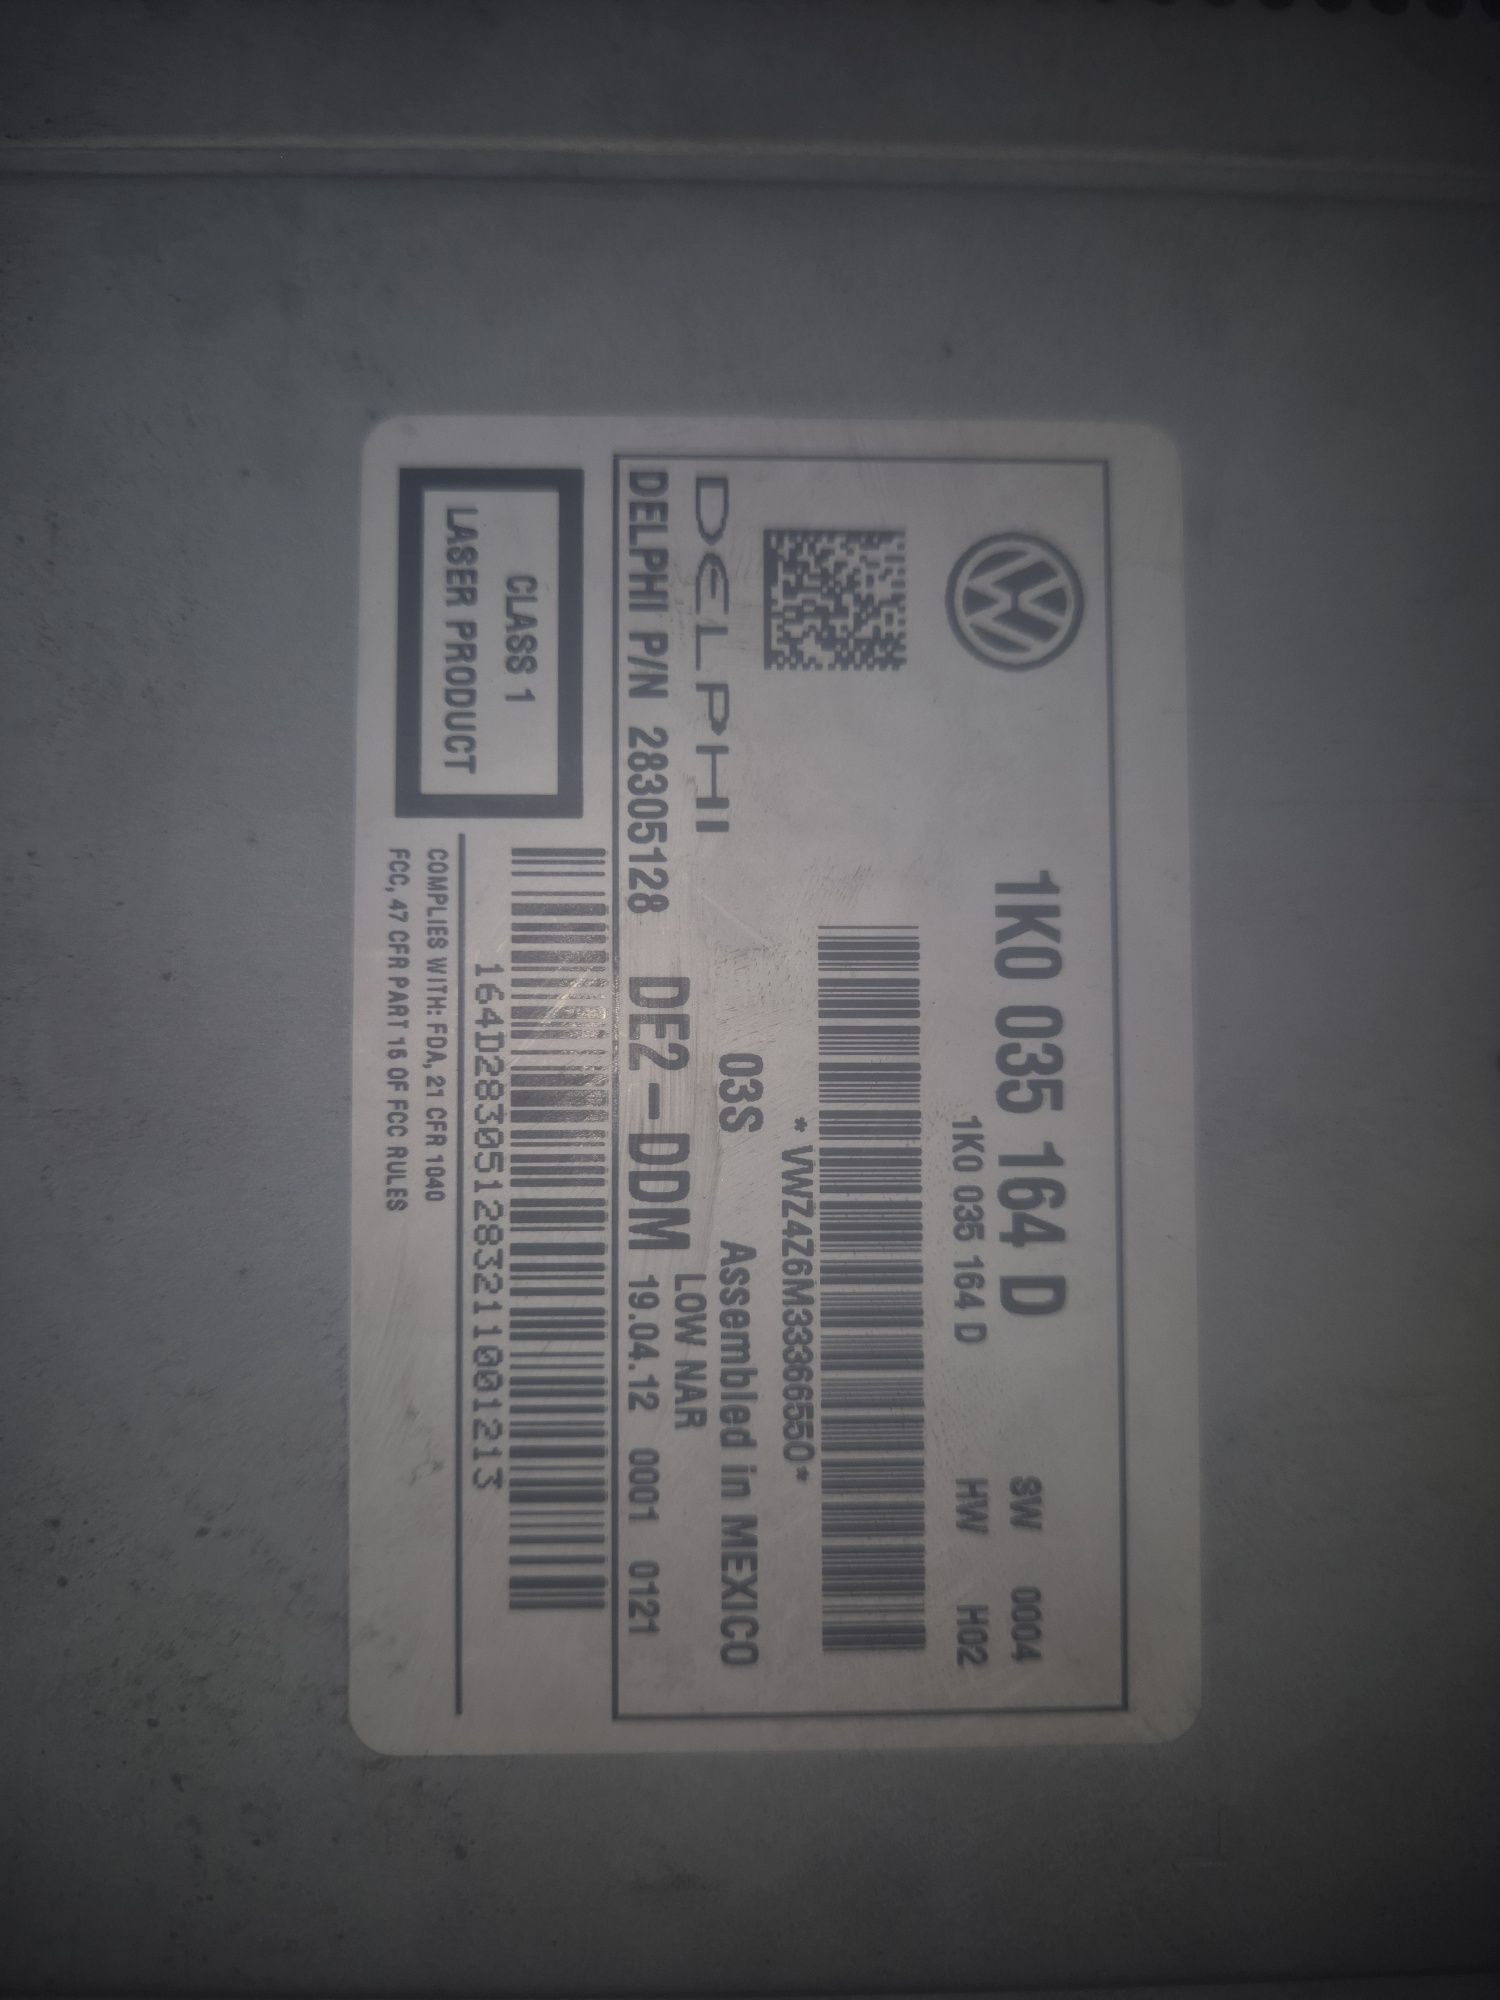 1K0 035 164 D SW 0004
1K0 035 164 D HW H02
*VWZ4Z6M3336550*
DELPHI 03S Assembled in MEXICO
LOW NAR
DELPHI P/N 28305128 DE2-DDM 19.04.12 0001 0121
CLASS 1
LASER PRODUCT
164D283051283211001213
COMPLIES WITH: FDA, 21 CFR 1040
FCC, 47 CFR PART 15 OF FCC RULES